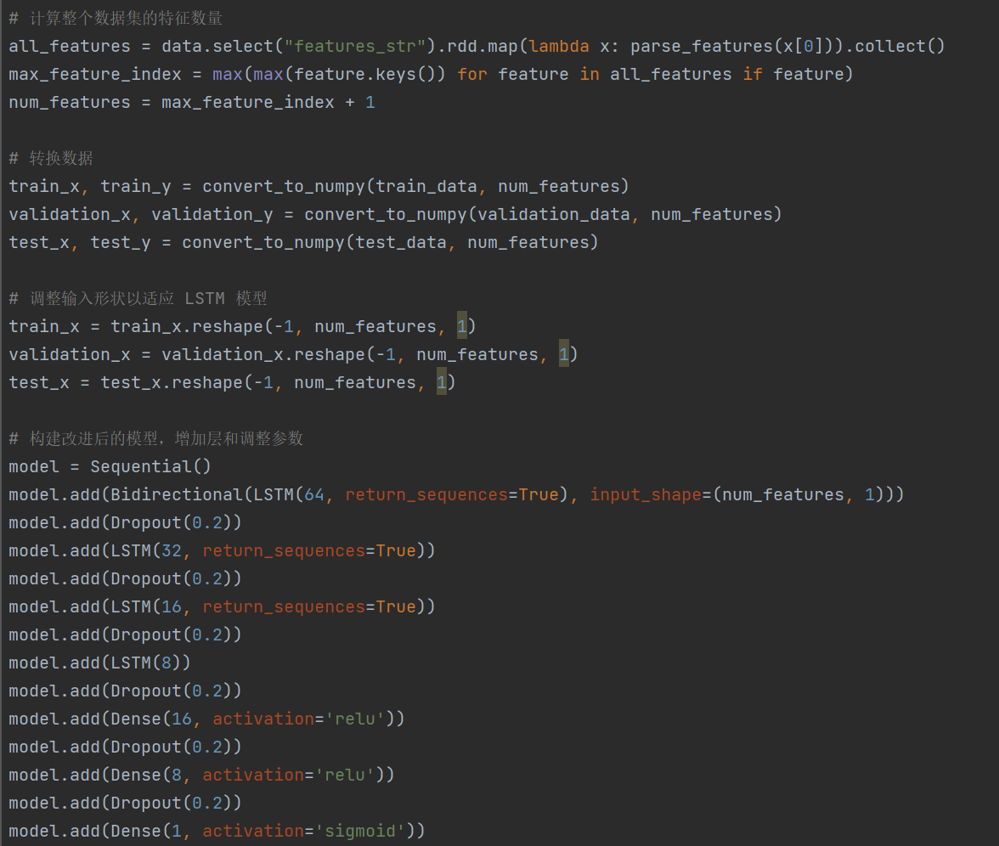 # 计算整个数据集的特征数量
all_features = data.select("features_str").rdd.map(lambda x: parse_features(x[0])).collect()
max_feature_index = max(max(feature.keys()) for feature in all_features if feature)
num_features = max_feature_index + 1
# 转换数据
train_x, train_y = convert_to_numpy(train_data, num_features)
validation_x, validation_y = convert_to_numpy(validation_data, num_features)
test_x, test_y = convert_to_numpy(test_data, num_features)
# 调整输入形状以适应 LSTM 模型
train_x = train_x.reshape(-1, num_features, 1)
validation_x = validation_x.reshape(-1, num_features, 1)
test_x = test_x.reshape(-1, num_features, 1)
# 构建改进后的模型，增加层和调整参数
model = Sequential()
model.add(Bidirectional(LSTM(64, return_sequences=True), input_shape=(num_features, 1)))
model.add(Dropout(0.2))
model.add(LSTM(32, return_sequences=True))
model.add(Dropout(0.2))
model.add(LSTM(16, return_sequences=True))
model.add(Dropout(0.2))
model.add(LSTM(8))
model.add(Dropout(0.2))
model.add(Dense(16, activation='relu'))
model.add(Dropout(0.2))
model.add(Dense(8, activation='relu'))
model.add(Dropout(0.2))
model.add(Dense(1, activation='sigmoid'))